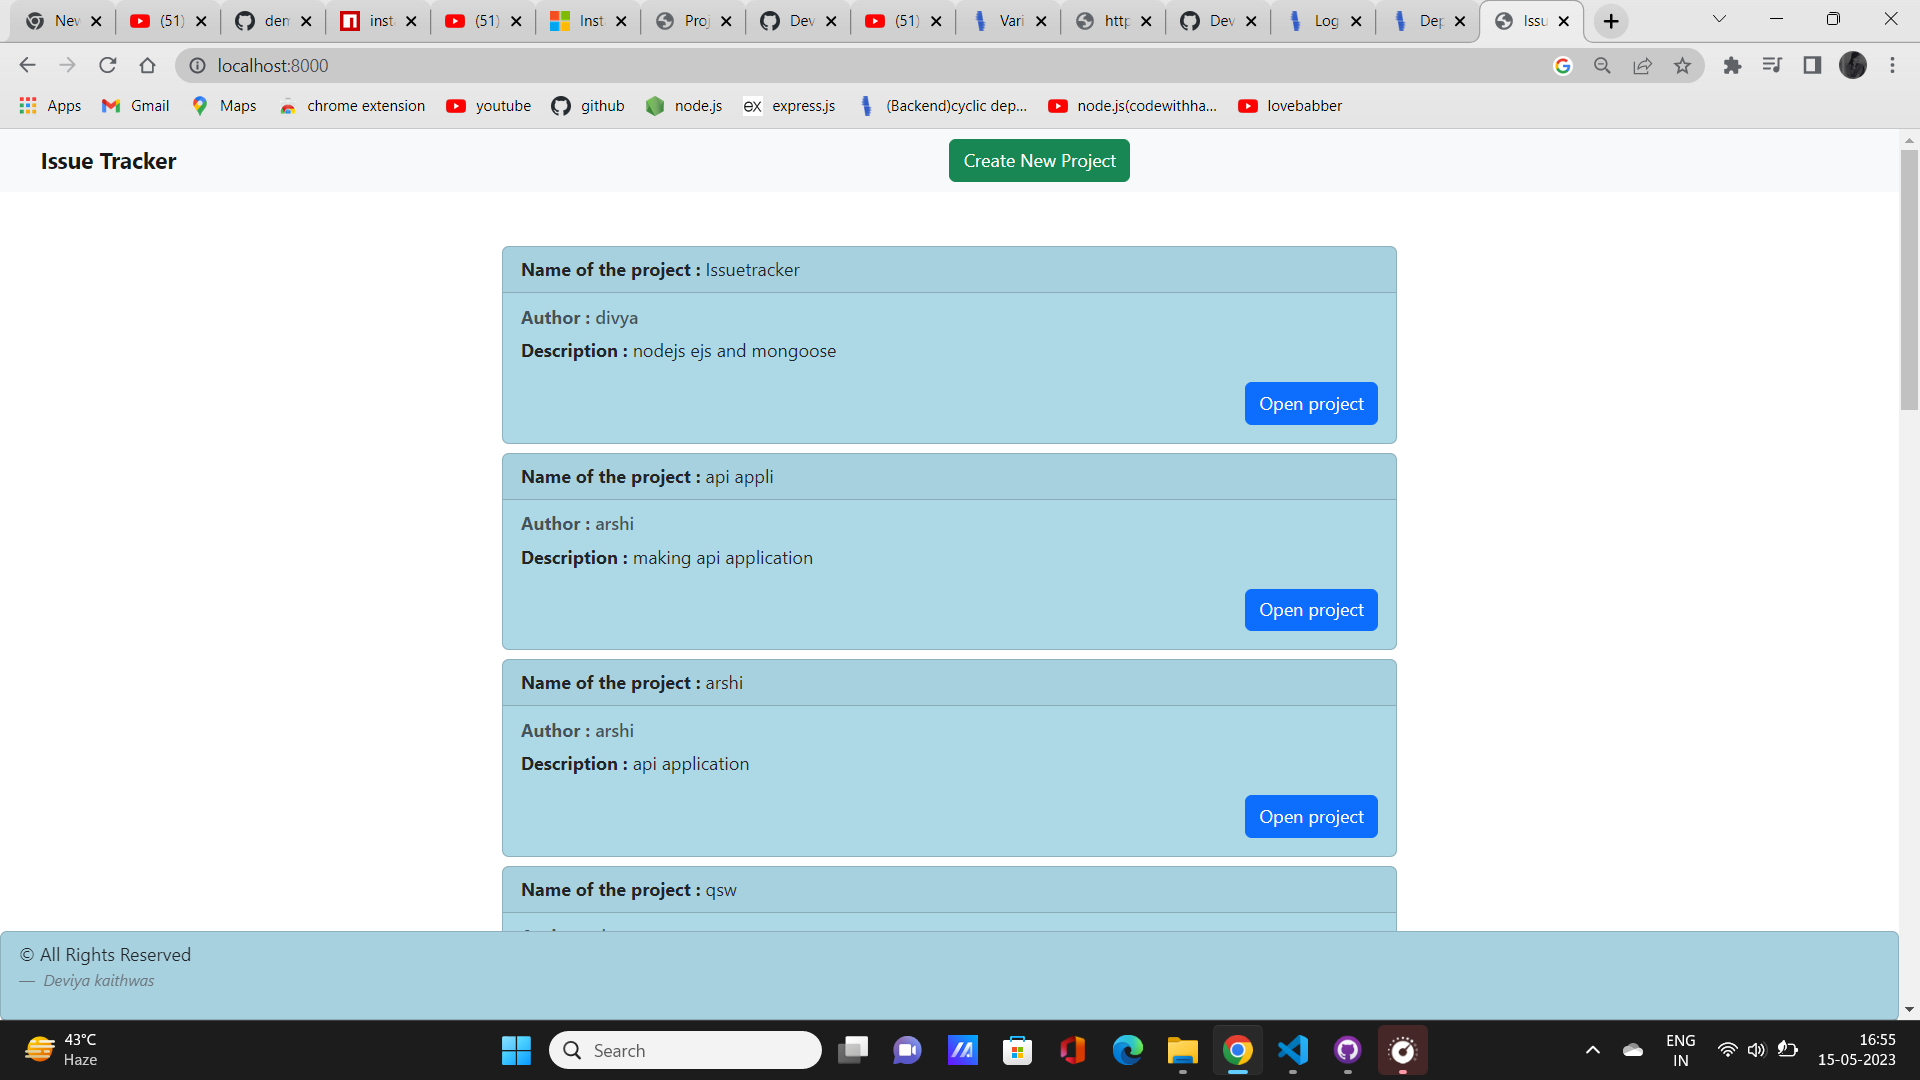 Nev
(51)
den
inst
(51)
Inst
Proj
Dev
(51)
Vari
http
Dev
Log
Dep
Issu
localhost:8000
Apps
Gmail
Maps
chrome extension
youtube
github
node.js
ex express.js
(Backend)cyclic dep...
node.js(codewithha...
lovebabber
Issue Tracker
Create New Project
Name of the project : Issuetracker
Author : divya
Description : nodejs ejs and mongoose
Open project
Name of the project : api appli
Author : arshi
Description : making api application
Open project
Name of the project : arshi
Author : arshi
Description : api application
Open project
Name of the project : qsw
© All Rights Reserved
— Deviya kaithwas
43°C
Haze
Search
ENG
IN
16:55
15-05-2023